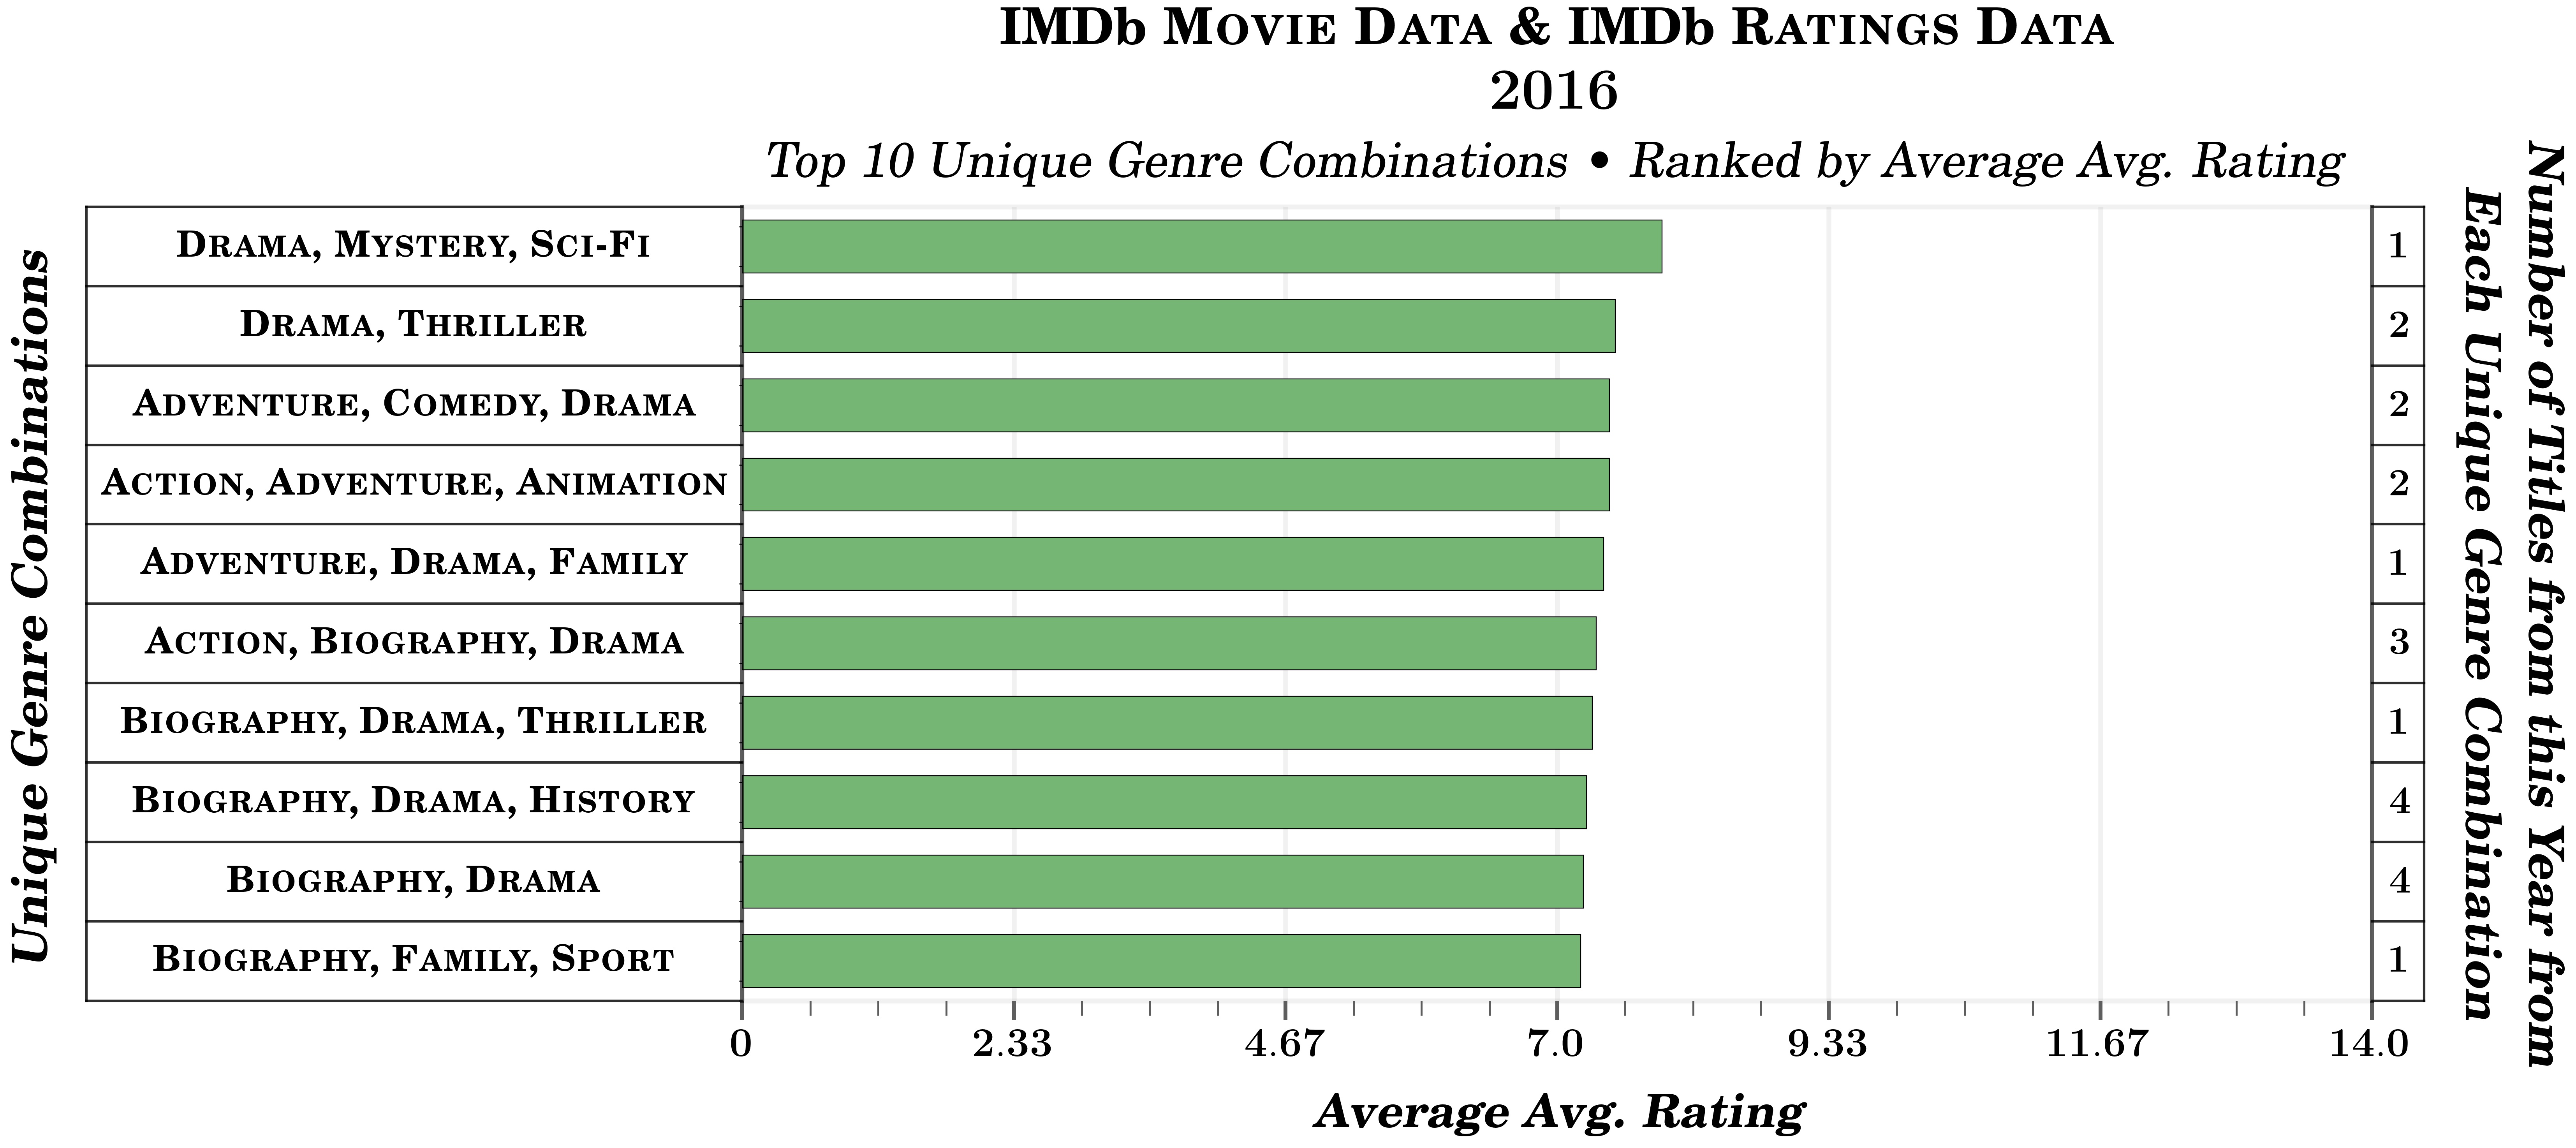 IMDb Movie Data & IMDb Ratings Data
2016
Top 10 Unique Genre Combinations • Ranked by Average Avg. Rating
Unique Genre Combinations
Drama, Mystery, Sci-Fi 1
Drama, Thriller 2
Adventure, Comedy, Drama 2
Action, Adventure, Animation 2
Adventure, Drama, Family 1
Action, Biography, Drama 3
Biography, Drama, Thriller 1
Biography, Drama, History 4
Biography, Drama 4
Biography, Family, Sport 1
Number of Titles from this Year from
Each Unique Genre Combination
0 2.33 4.67 7.0 9.33 11.67 14.0
Average Avg. Rating